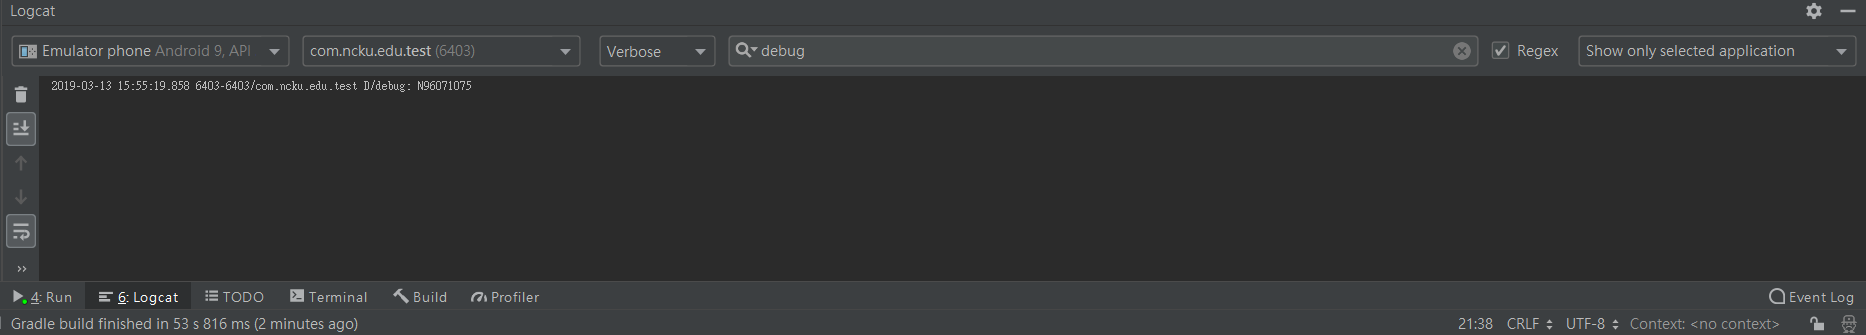 Logcat
Emulator phone Android 9, API
com.ncku.edu.test (6403)
Verbose
debug
Regex
Show only selected application
2019-03-13 15:55:19.858 6403-6403/com.ncku.edu.test D/debug: N96071075
4: Run
6: Logcat
TODO
Terminal
Build
Profiler
Event Log
Gradle build finished in 53 s 816 ms (2 minutes ago)
21:38
CRLF
UTF-8
Context: <no context>